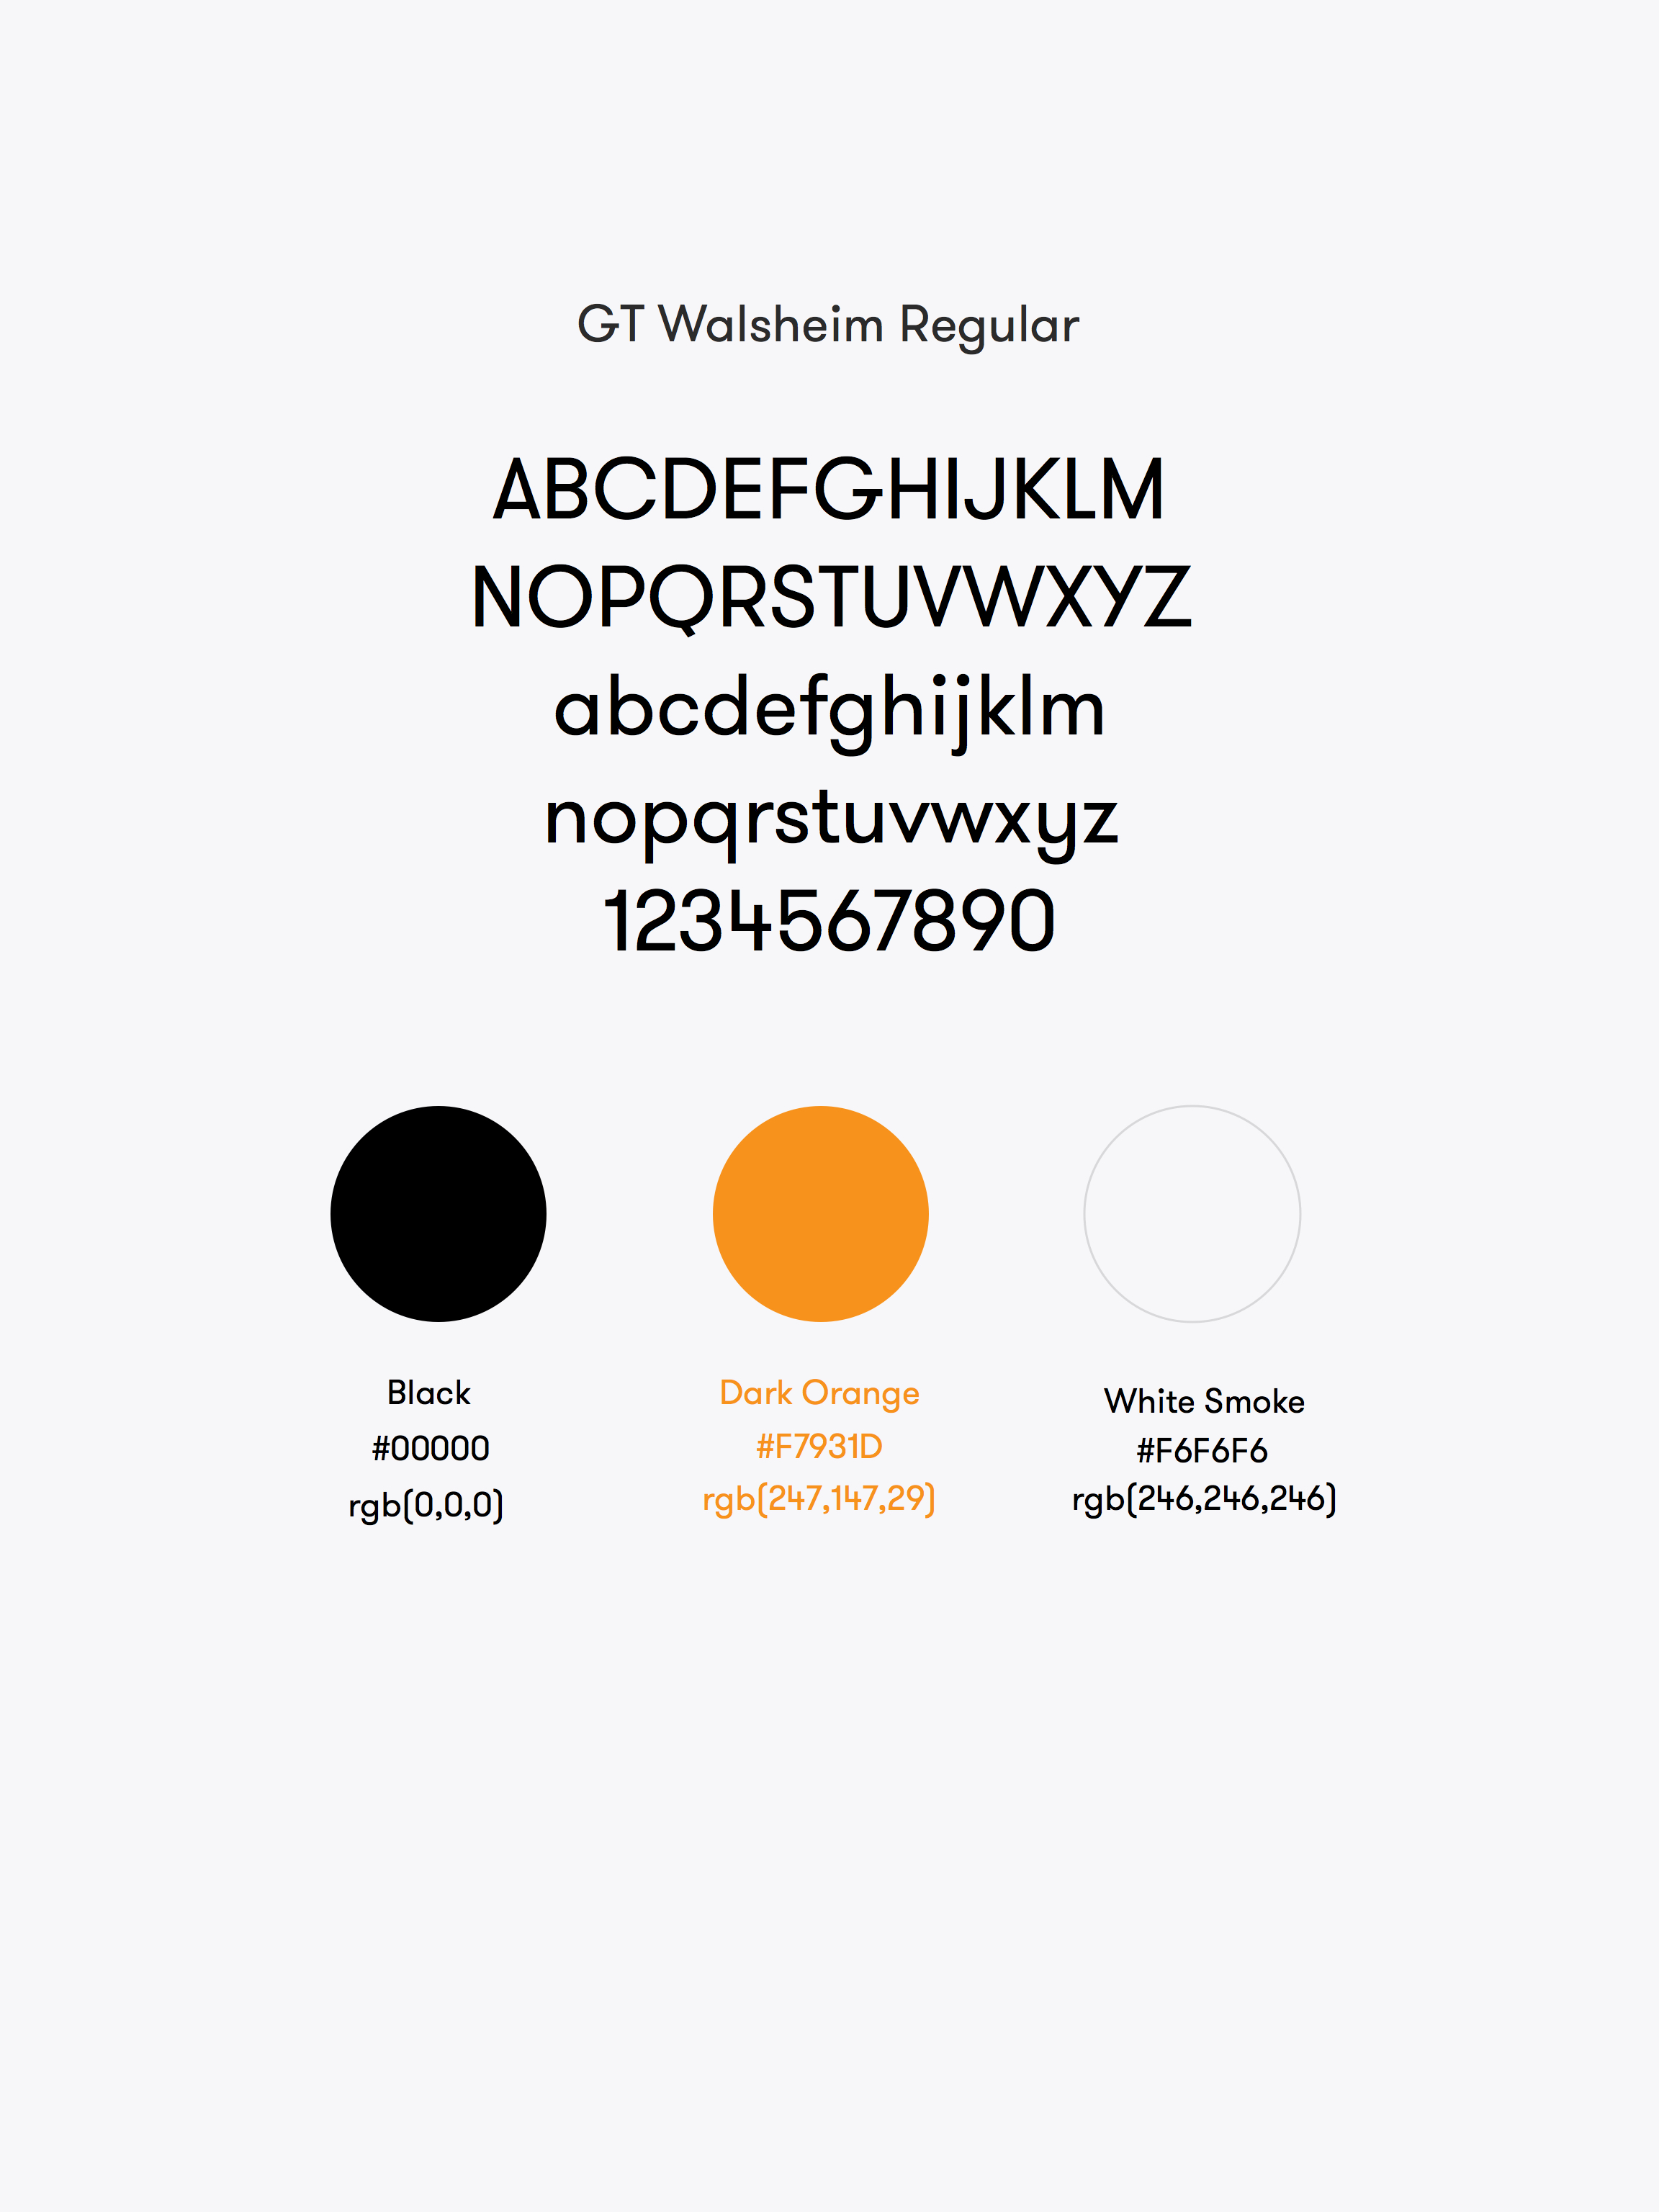 GT Walsheim Regular
ABCDEFGHIJKLM
NOPQRSTUVWXYZ
abcdefghijklm
nopqrstuvwxyz
1234567890
Black
#00000
rgb(0,0,0)
Dark Orange
#F7931D
rgb(247,147,29)
White Smoke
#F6F6F6
rgb(246,246,246)